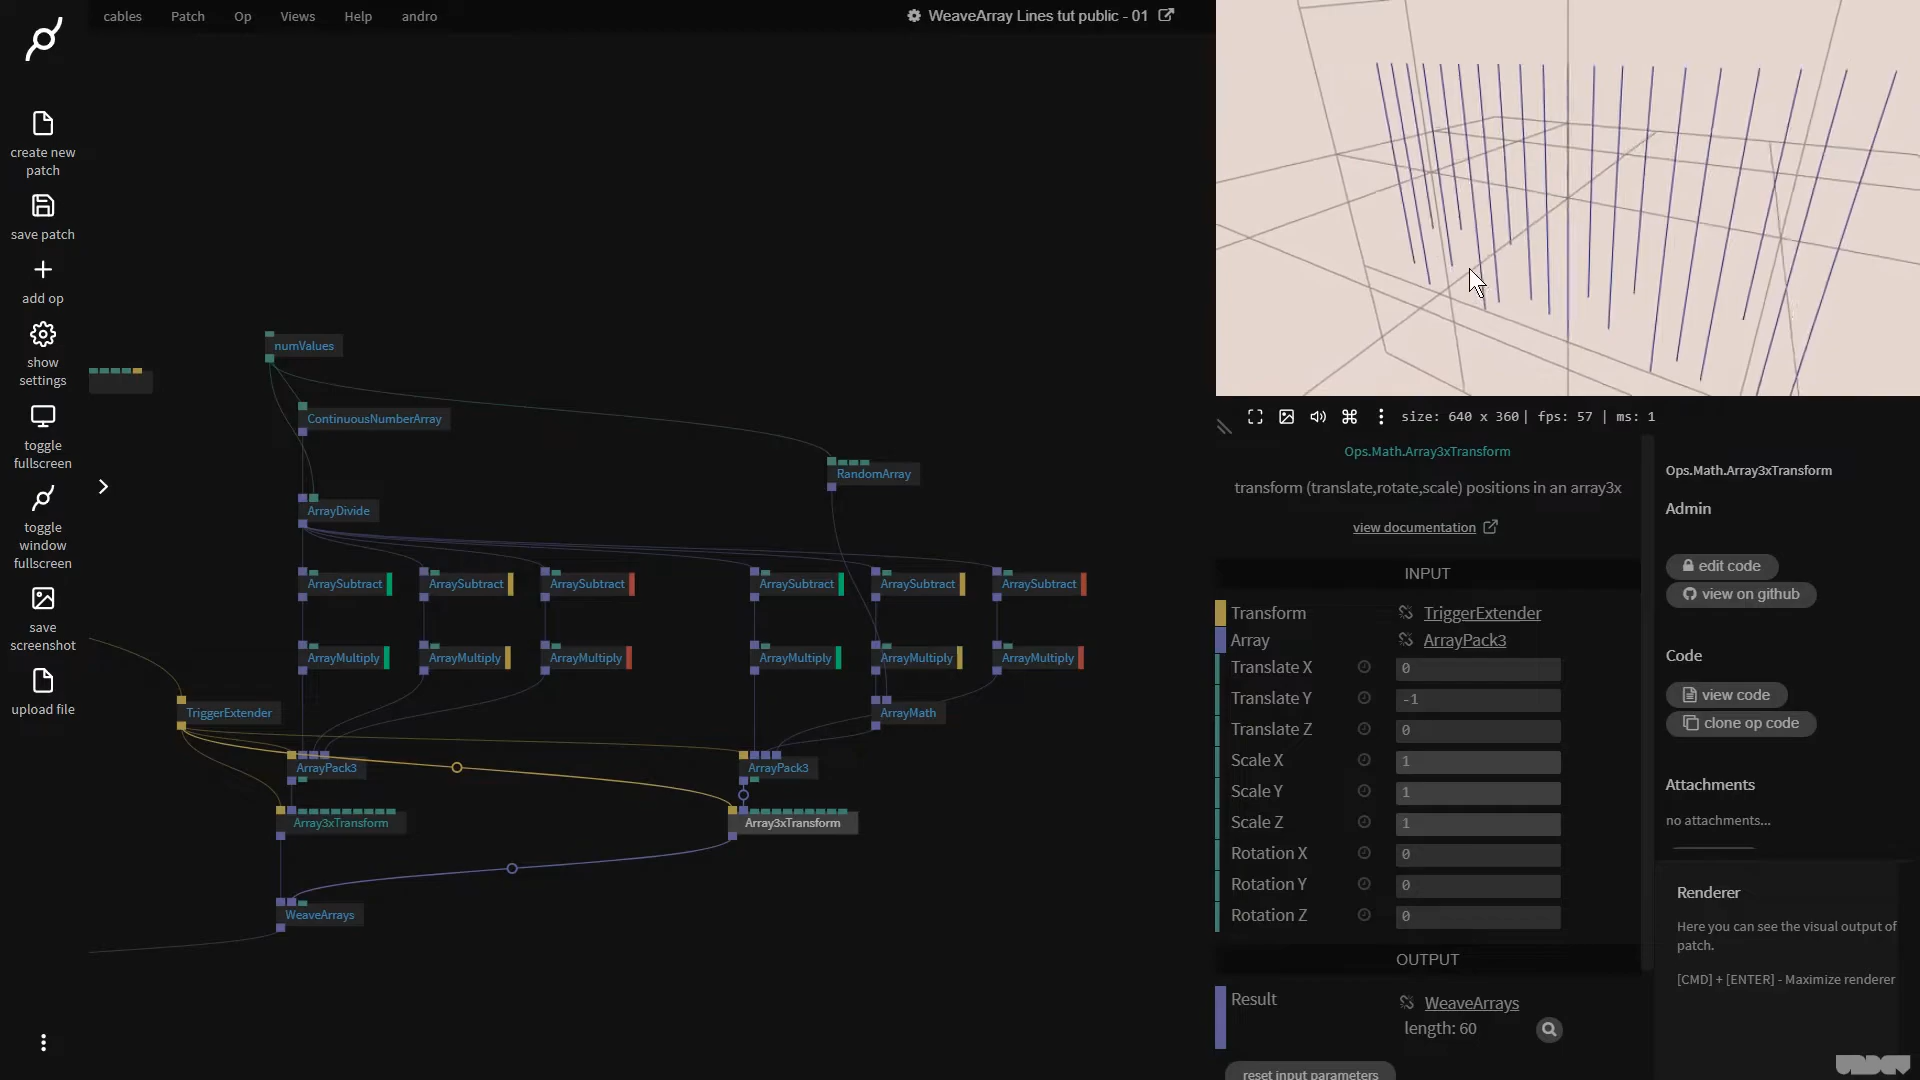 cables
Patch
Op
Views
Help
andro
WeaveArray Lines tut public - 01
create new
patch
save patch
add op
show
settings
toggle
fullscreen
toggle
window
fullscreen
save
screenshot
upload file
numValues
ContinuousNumberArray
RandomArray
ArrayDivide
ArraySubtract
ArraySubtract
ArraySubtract
ArraySubtract
ArraySubtract
ArraySubtract
ArrayMultiply
ArrayMultiply
ArrayMultiply
ArrayMultiply
ArrayMultiply
ArrayMultiply
TriggerExtender
ArrayMath
ArrayPack3
ArrayPack3
Array3xTransform
Array3xTransform
WeaveArrays
size: 640 x 360 | fps: 57 | ms: 1
Ops.Math.Array3xTransform
transform (translate,rotate,scale) positions in an array3x
view documentation
INPUT
Transform TriggerExtender
Array ArrayPack3
Translate X 0
Translate Y -1
Translate Z 0
Scale X 1
Scale Y 1
Scale Z 1
Rotation X 0
Rotation Y 0
Rotation Z 0
OUTPUT
Result WeaveArrays
length: 60
reset input parameters
Ops.Math.Array3xTransform
Admin
edit code
view on github
Code
view code
clone op code
Attachments
no attachments...
Renderer
Here you can see the visual output of
patch.
[CMD] + [ENTER] - Maximize renderer